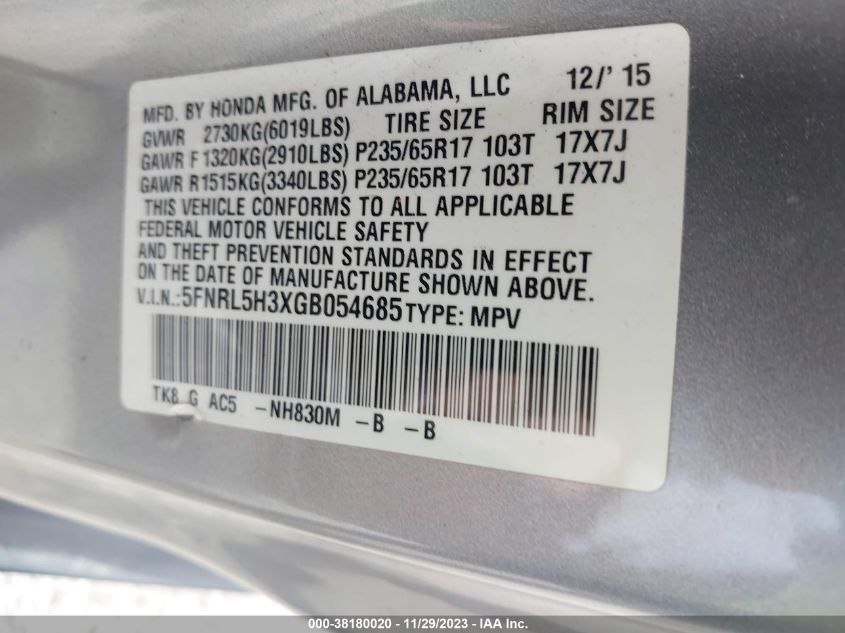 MFD. BY HONDA MFG. OF ALABAMA, LLC 12/' 15
GVWR 2730KG(6019LBS) TIRE SIZE RIM SIZE
GAWR F 1320KG(2910LBS) P235/65R17 103T 17X7J
GAWR R1515KG(3340LBS) P235/65R17 103T 17X7J
THIS VEHICLE CONFORMS TO ALL APPLICABLE
FEDERAL MOTOR VEHICLE SAFETY
AND THEFT PREVENTION STANDARDS IN EFFECT
ON THE DATE OF MANUFACTURE SHOWN ABOVE.
V.I.N.:5FNRL5H3XGB054685 TYPE: MPV
TK8 G AC5 -NH830M -B -B
000-38180020 - 11/29/2023 - IAA Inc.